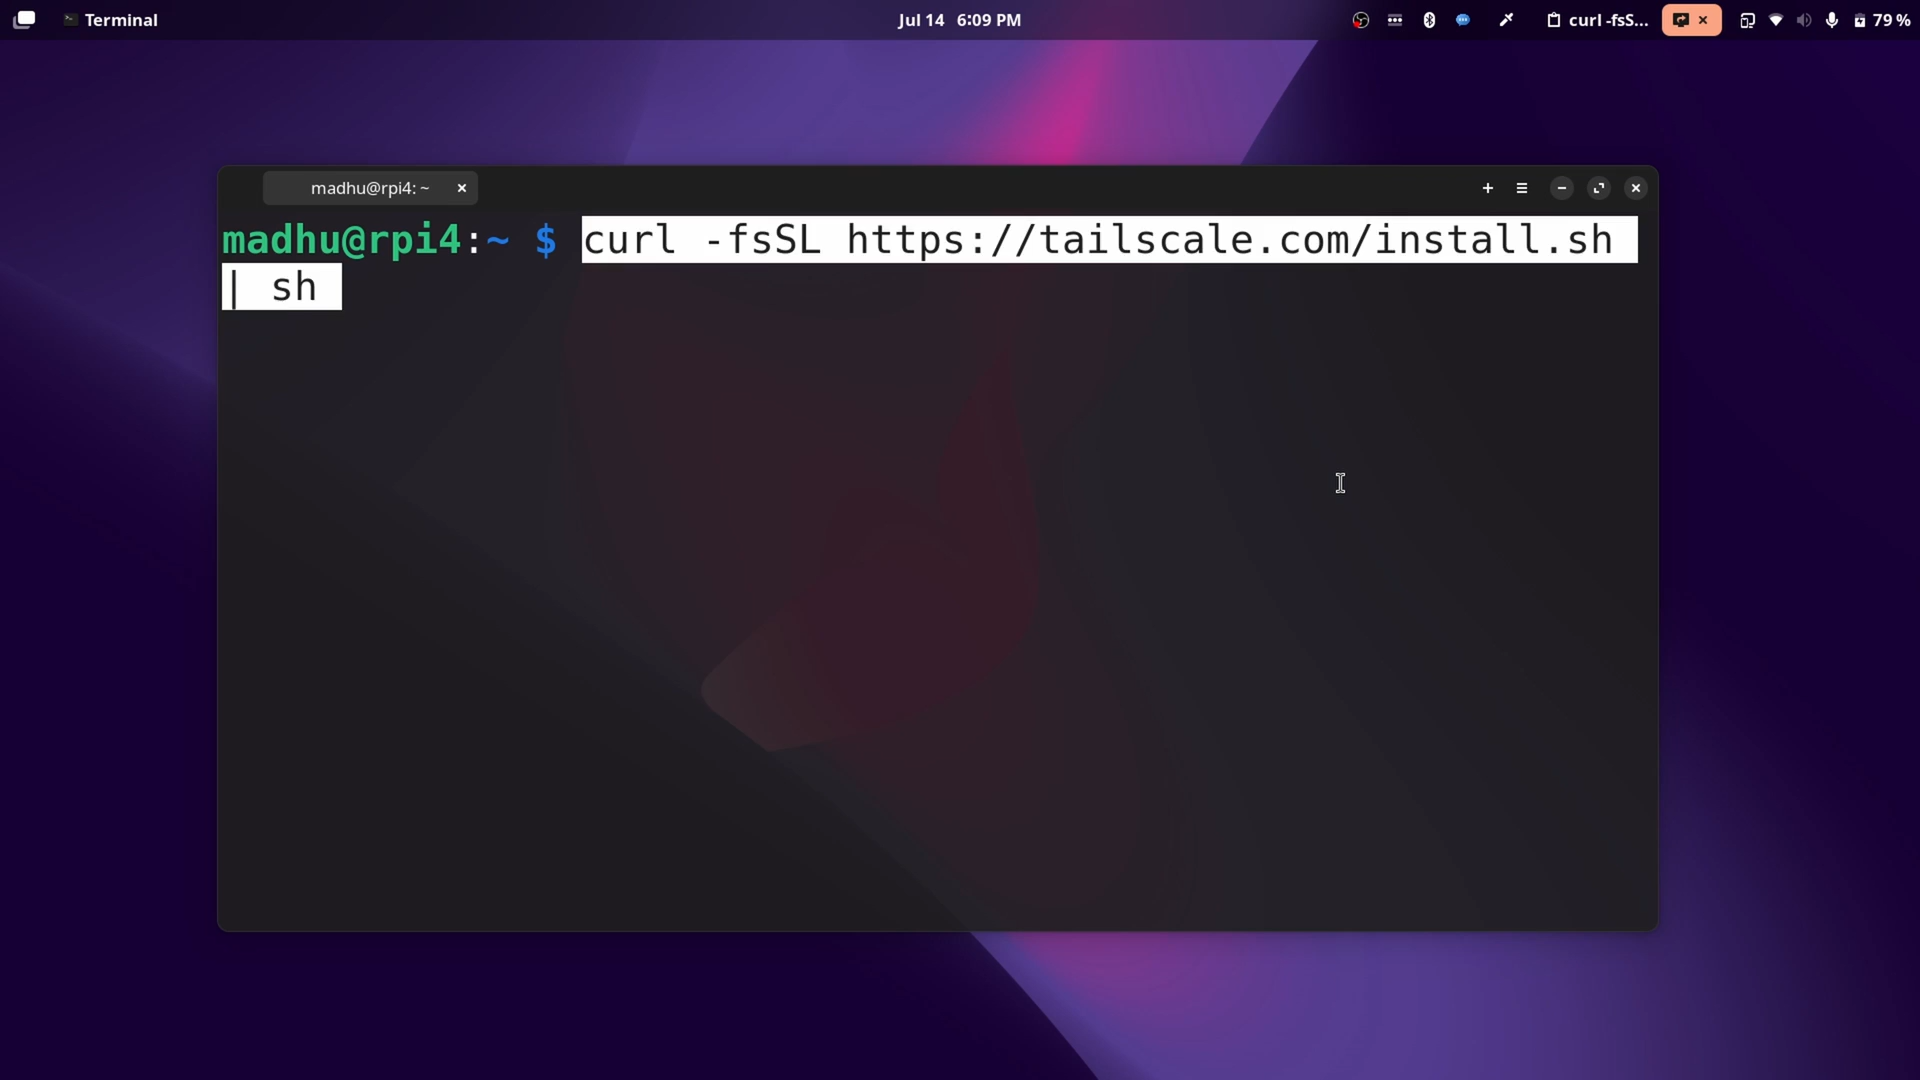 Terminal
Jul 14 6:09 PM
curl -fsS...
79 %
madhu@rpi4: ~
madhu@rpi4:~ $ curl -fsSL https://tailscale.com/install.sh
| sh